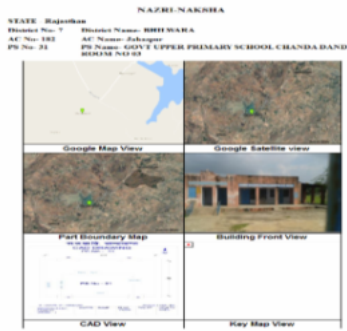 NAZRI-NAKSHA
STATE Rajasthan
District No- 7 District Name- BHILWARA
AC No- 182 AC Name- Jahazpur
PS No- 31 PS Name- GOVT UPPER PRIMARY SCHOOL CHANDA DAND
ROOM NO 03
Google Map View
Google Satellite view
Part Boundary Map
Building Front View
CAD View
Key Map View